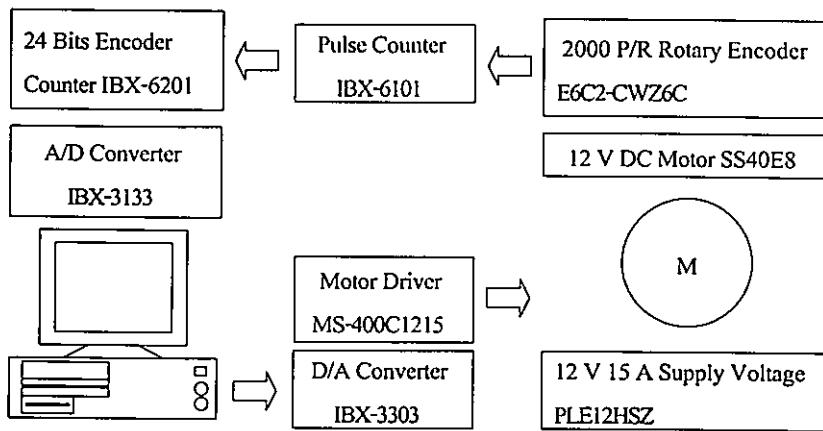 24 Bits Encoder
Counter IBX-6201
Pulse Counter
IBX-6101
2000 P/R Rotary Encoder
E6C2-CWZ6C
A/D Converter
IBX-3133
12 V DC Motor SS40E8
M
Motor Driver
MS-400C1215
D/A Converter
IBX-3303
12 V 15 A Supply Voltage
PLE12HSZ